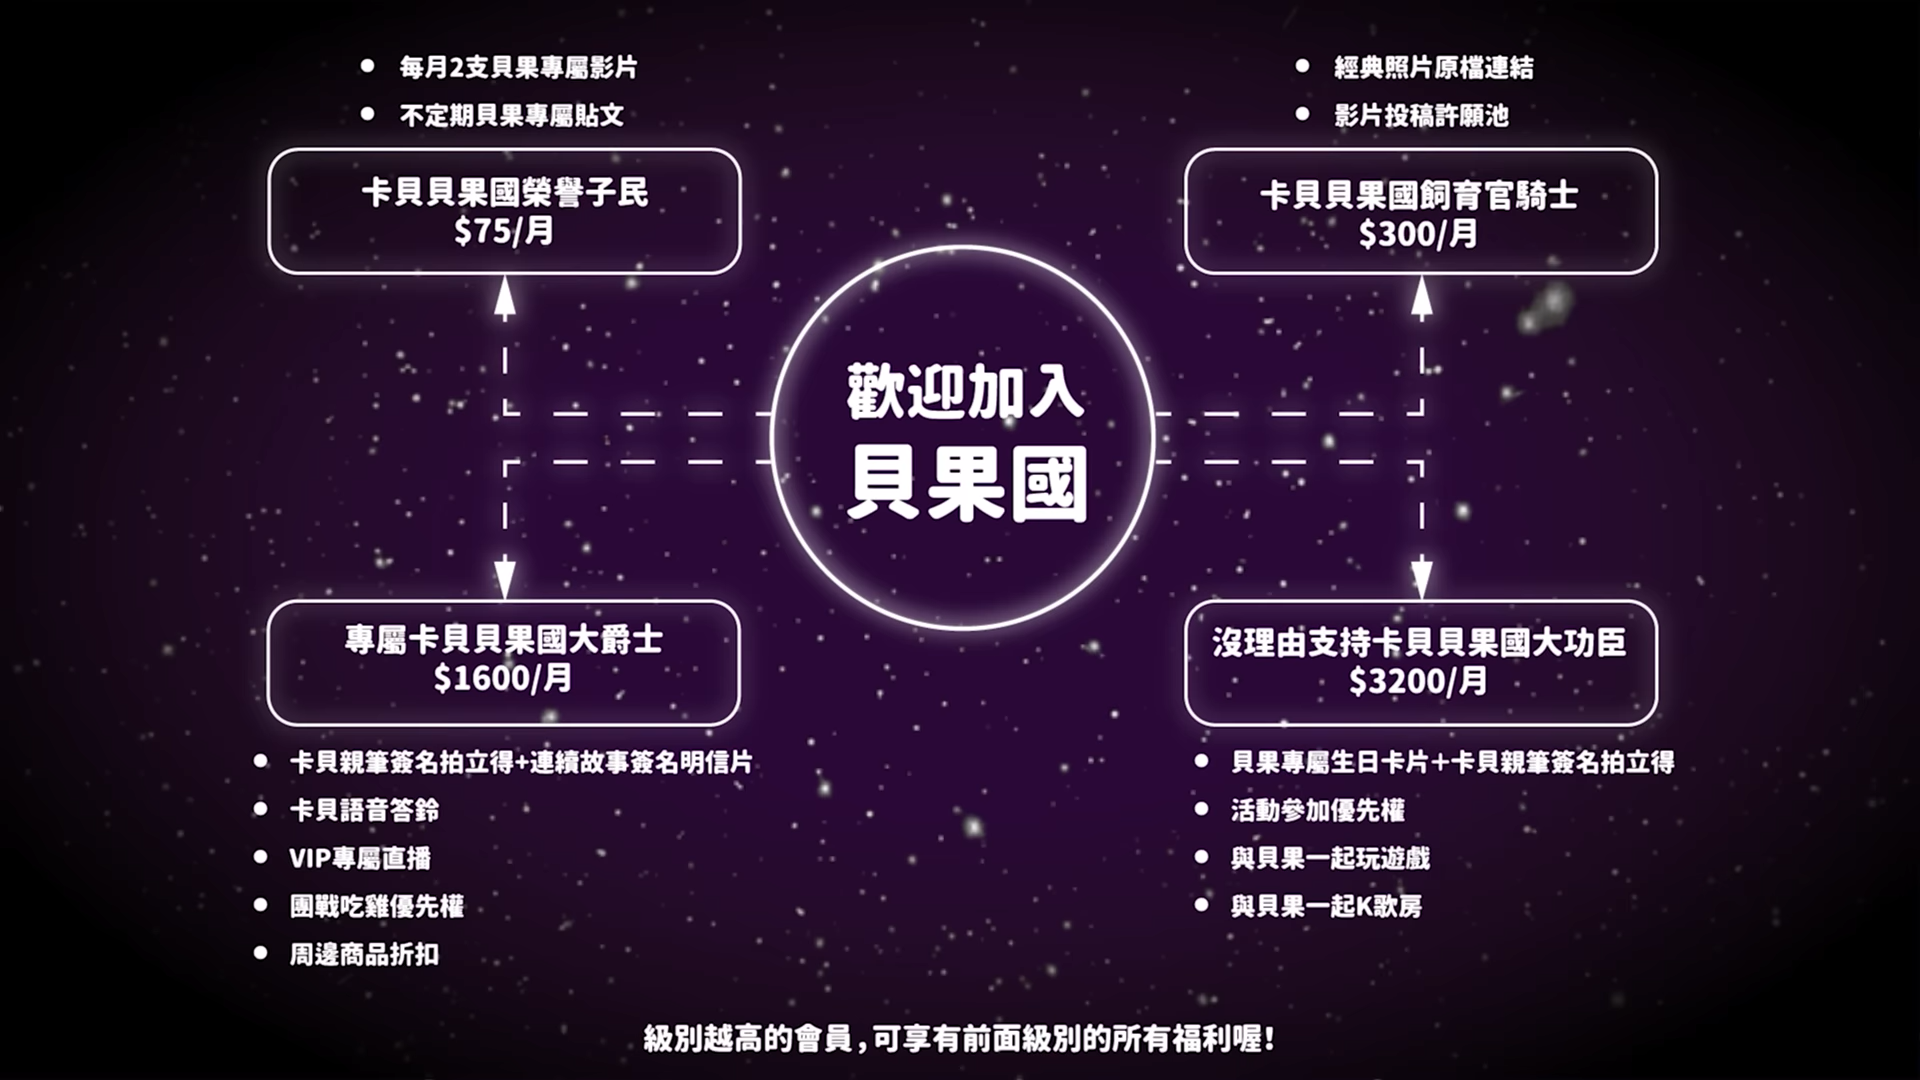 每月2支貝果專屬影片
不定期貝果專屬貼文
卡貝貝果國榮譽子民
$75/月
經典照片原檔連結
影片投稿許願池
卡貝貝果國飼育官騎士
$300/月
歡迎加入
貝果國
專屬卡貝貝果國大爵士
$1600/月
卡貝親筆簽名拍立得+連續故事簽名明信片
卡貝語音答鈴
VIP專屬直播
團戰吃雞優先權
周邊商品折扣
沒理由支持卡貝貝果國大功臣
$3200/月
貝果專屬生日卡片＋卡貝親筆簽名拍立得
活動參加優先權
與貝果一起玩遊戲
與貝果一起K歌房
級別越高的會員，可享有前面級別的所有福利喔！